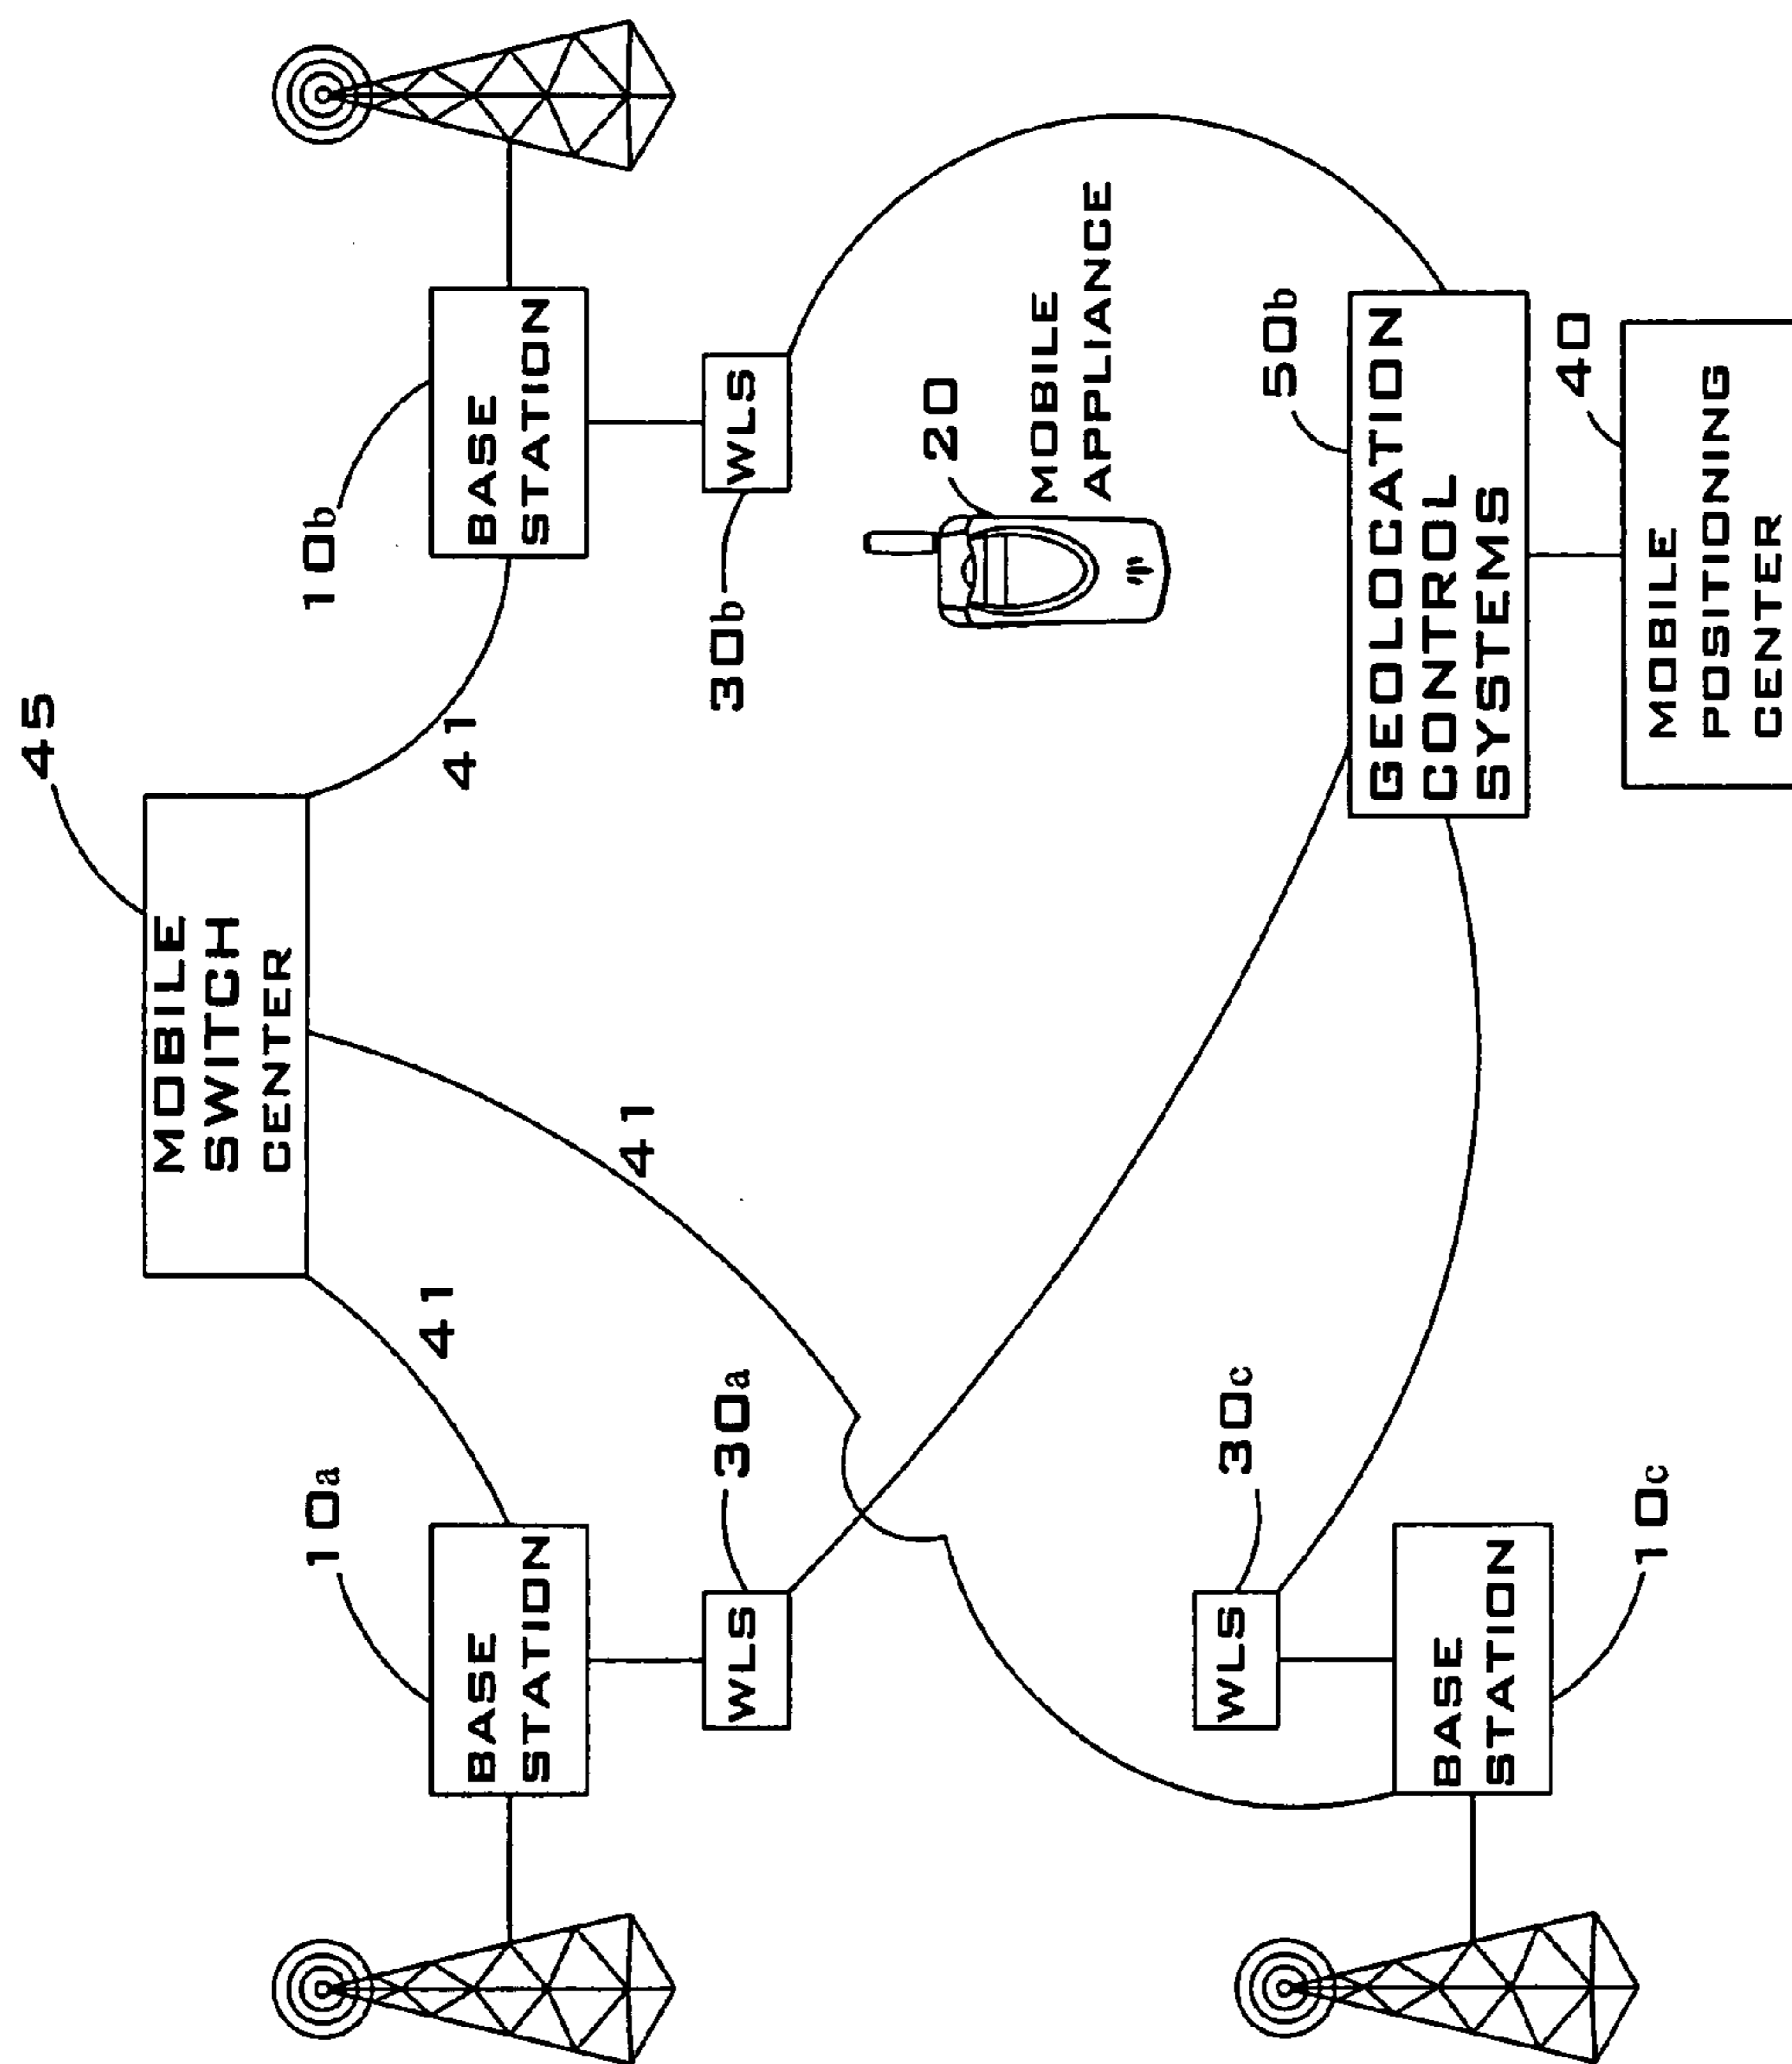 45
MOBILE
SWITCH
CENTER
41
41
41
10a
BASE
STATION
10b
BASE
STATION
30a
WLS
30b
WLS
20
MOBILE
APPLIANCE
30c
WLS
10c
BASE
STATION
50b
GEOLOCATION
CONTROL
SYSTEMS
40
MOBILE
POSITIONING
CENTER